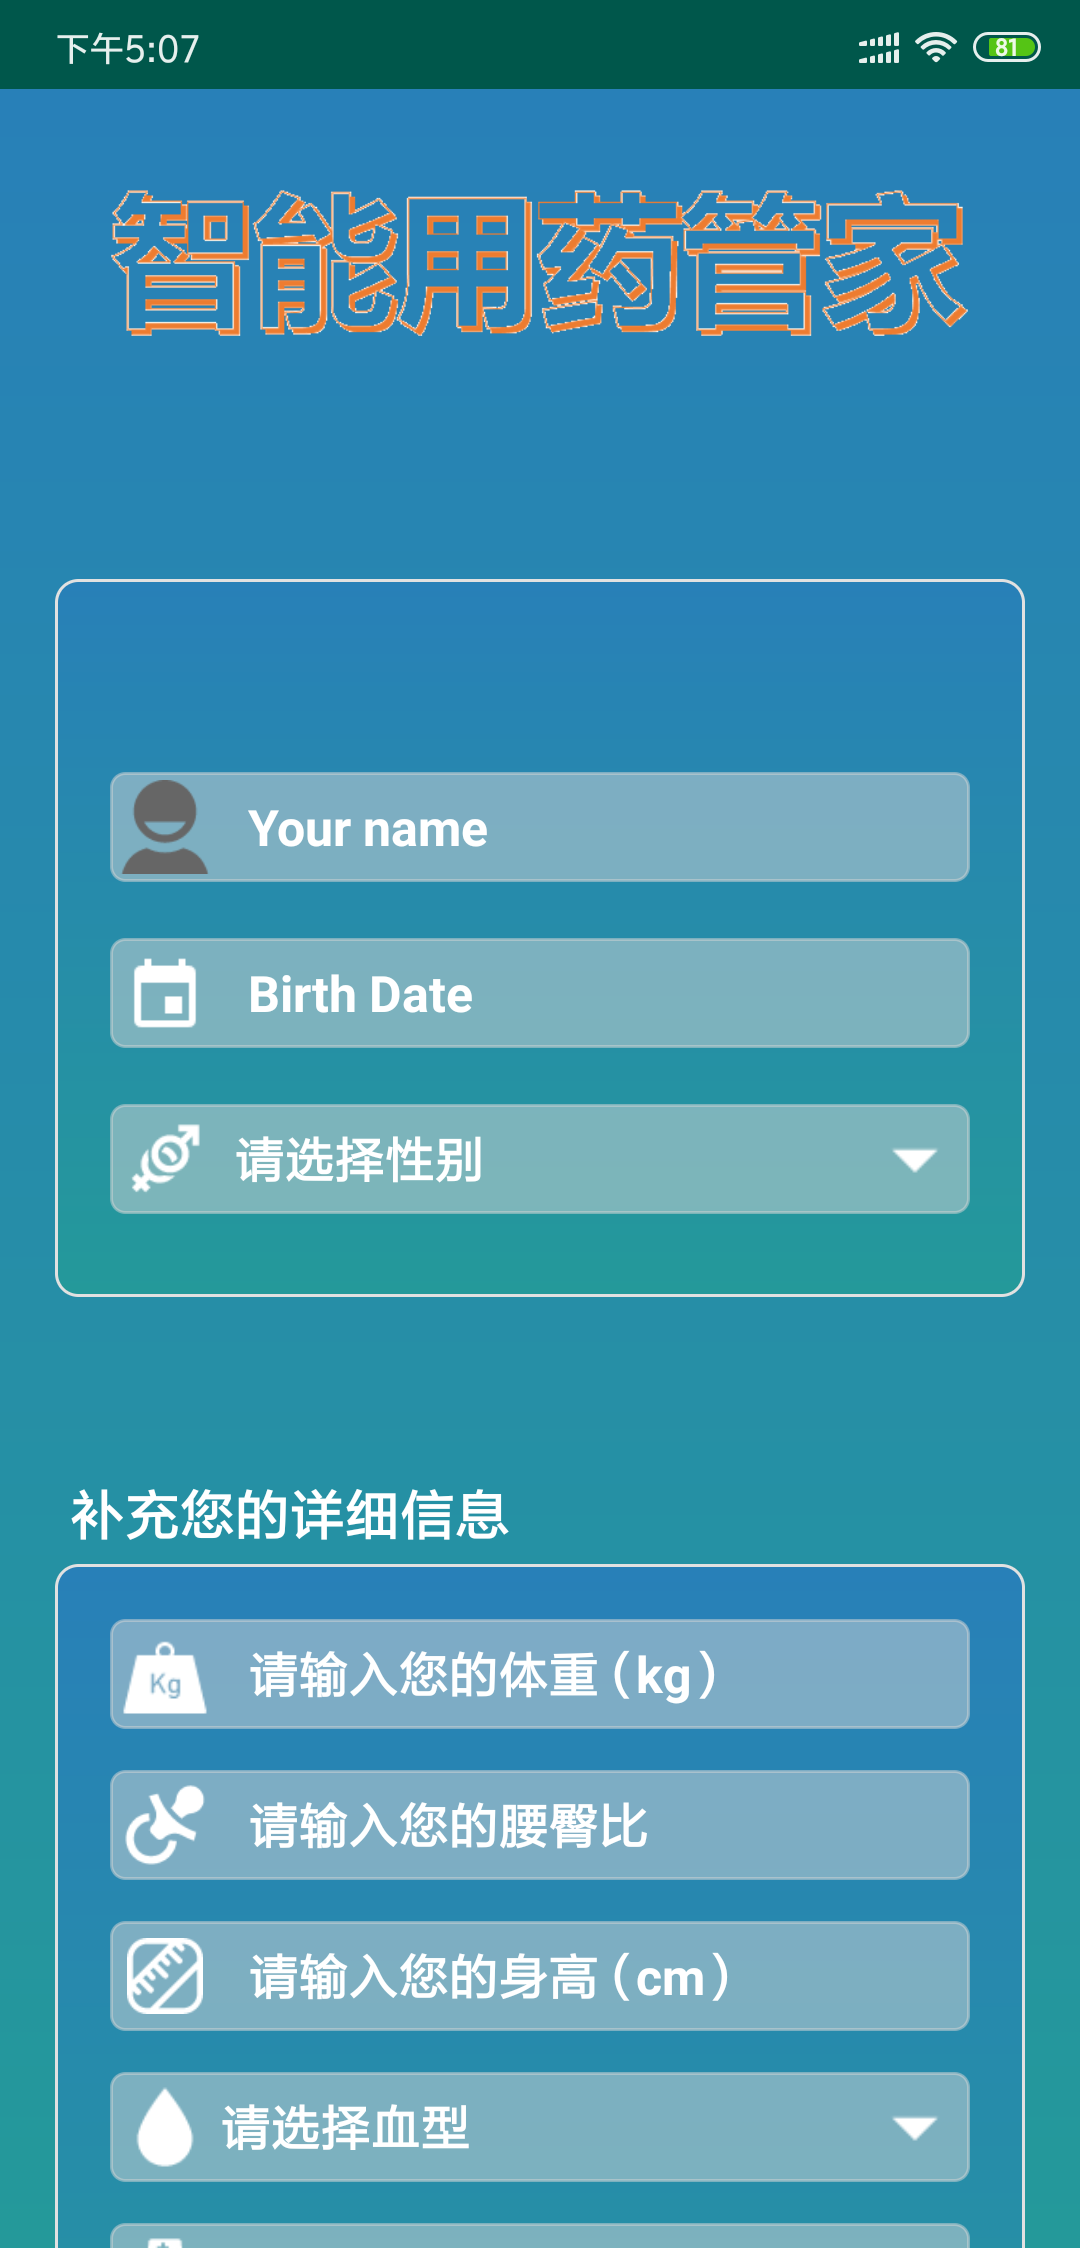 下午5:07
81
智能用药管家
Your name
Birth Date
请选择性别
补充您的详细信息
Kg
请输入您的体重(kg)
请输入您的腰臀比
请输入您的身高(cm)
请选择血型